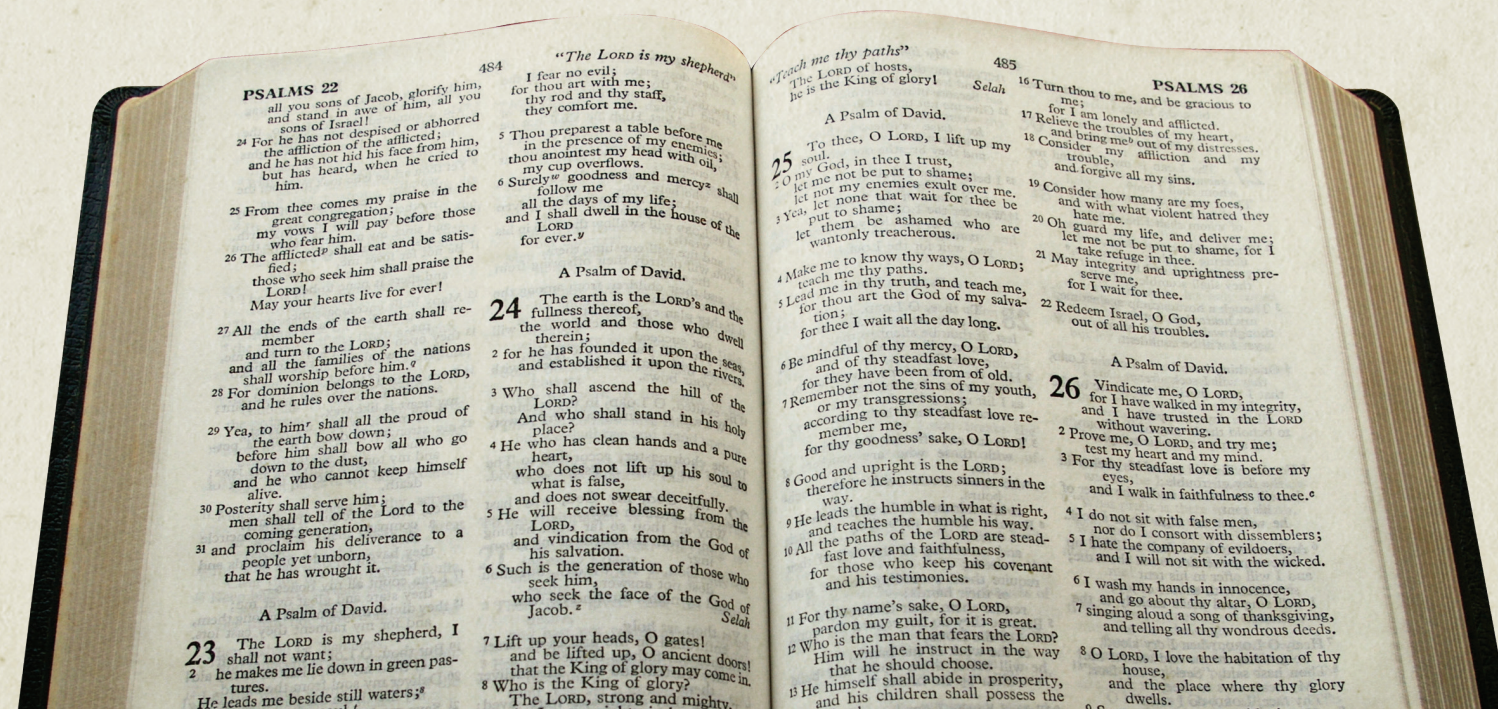 PSALMS 22
484
"The LORD is my shepherd"
all you sons of Jacob, glorify him,
and stand in awe of him, all you
sons of Israel!
24 For he has not despised or abhorred
the affliction of the afflicted;
and he has not hid his face from him,
but has heard, when he cried to
him.
25 From thee comes my praise in the
great congregation;
my vows I will pay before those
who fear him.
26 The afflictedᵖ shall eat and be satis-
fied;
those who seek him shall praise the
LORD!
May your hearts live for ever!
27 All the ends of the earth shall re-
member
and turn to the LORD;
and all the families of the nations
shall worship before him.q
28 For dominion belongs to the LORD,
and he rules over the nations.
29 Yea, to himʳ shall all the proud of
the earth bow down;
before him shall bow all who go
down to the dust,
and he who cannot keep himself
alive.
30 Posterity shall serve him;
men shall tell of the Lord to the
coming generation,
31 and proclaim his deliverance to a
people yet unborn,
that he has wrought it.
A Psalm of David.
23 The LORD is my shepherd, I
shall not want;
2 he makes me lie down in green pas-
tures.
He leads me beside still waters;ˢ
I fear no evil;
for thou art with me;
thy rod and thy staff,
they comfort me.
5 Thou preparest a table before me
in the presence of my enemies;
thou anointest my head with oil,
my cup overflows.
6 Surelyʷ goodness and mercyˣ shall
follow me
all the days of my life;
and I shall dwell in the house of the
LORD
for ever.ʸ
A Psalm of David.
24 The earth is the LORD's and the
fullness thereof,
the world and those who dwell
therein;
2 for he has founded it upon the seas,
and established it upon the rivers.
3 Who shall ascend the hill of the
LORD?
And who shall stand in his holy
place?
4 He who has clean hands and a pure
heart,
who does not lift up his soul to
what is false,
and does not swear deceitfully.
5 He will receive blessing from the
LORD,
and vindication from the God of
his salvation.
6 Such is the generation of those who
seek him,
who seek the face of the God of
Jacob.ᶻ
Selah
7 Lift up your heads, O gates!
and be lifted up, O ancient doors!
that the King of glory may come in.
8 Who is the King of glory?
The LORD, strong and mighty,
"Teach me thy paths"
485
PSALMS 26
The LORD of hosts,
he is the King of glory!
Selah
A Psalm of David.
25 To thee, O LORD, I lift up my
soul.
2 O my God, in thee I trust,
let me not be put to shame;
let not my enemies exult over me.
3 Yea, let none that wait for thee be
put to shame;
let them be ashamed who are
wantonly treacherous.
4 Make me to know thy ways, O LORD;
teach me thy paths.
5 Lead me in thy truth, and teach me,
for thou art the God of my salva-
tion;
for thee I wait all the day long.
6 Be mindful of thy mercy, O LORD,
and of thy steadfast love,
for they have been from of old.
7 Remember not the sins of my youth,
or my transgressions;
according to thy steadfast love re-
member me,
for thy goodness' sake, O LORD!
8 Good and upright is the LORD;
therefore he instructs sinners in the
way.
9 He leads the humble in what is right,
and teaches the humble his way.
10 All the paths of the LORD are stead-
fast love and faithfulness,
for those who keep his covenant
and his testimonies.
11 For thy name's sake, O LORD,
pardon my guilt, for it is great.
12 Who is the man that fears the LORD?
Him will he instruct in the way
that he should choose.
13 He himself shall abide in prosperity,
and his children shall possess the
16 Turn thou to me, and be gracious to
me;
for I am lonely and afflicted.
17 Relieve the troubles of my heart,
and bring meᵇ out of my distresses.
18 Consider my affliction and my
trouble,
and forgive all my sins.
19 Consider how many are my foes,
and with what violent hatred they
hate me.
20 Oh guard my life, and deliver me;
let me not be put to shame, for I
take refuge in thee.
21 May integrity and uprightness pre-
serve me,
for I wait for thee.
22 Redeem Israel, O God,
out of all his troubles.
A Psalm of David.
26 Vindicate me, O LORD,
for I have walked in my integrity,
and I have trusted in the LORD
without wavering.
2 Prove me, O LORD, and try me;
test my heart and my mind.
3 For thy steadfast love is before my
eyes,
and I walk in faithfulness to thee.ᶜ
4 I do not sit with false men,
nor do I consort with dissemblers;
5 I hate the company of evildoers,
and I will not sit with the wicked.
6 I wash my hands in innocence,
and go about thy altar, O LORD,
7 singing aloud a song of thanksgiving,
and telling all thy wondrous deeds.
8 O LORD, I love the habitation of thy
house,
and the place where thy glory
dwells.